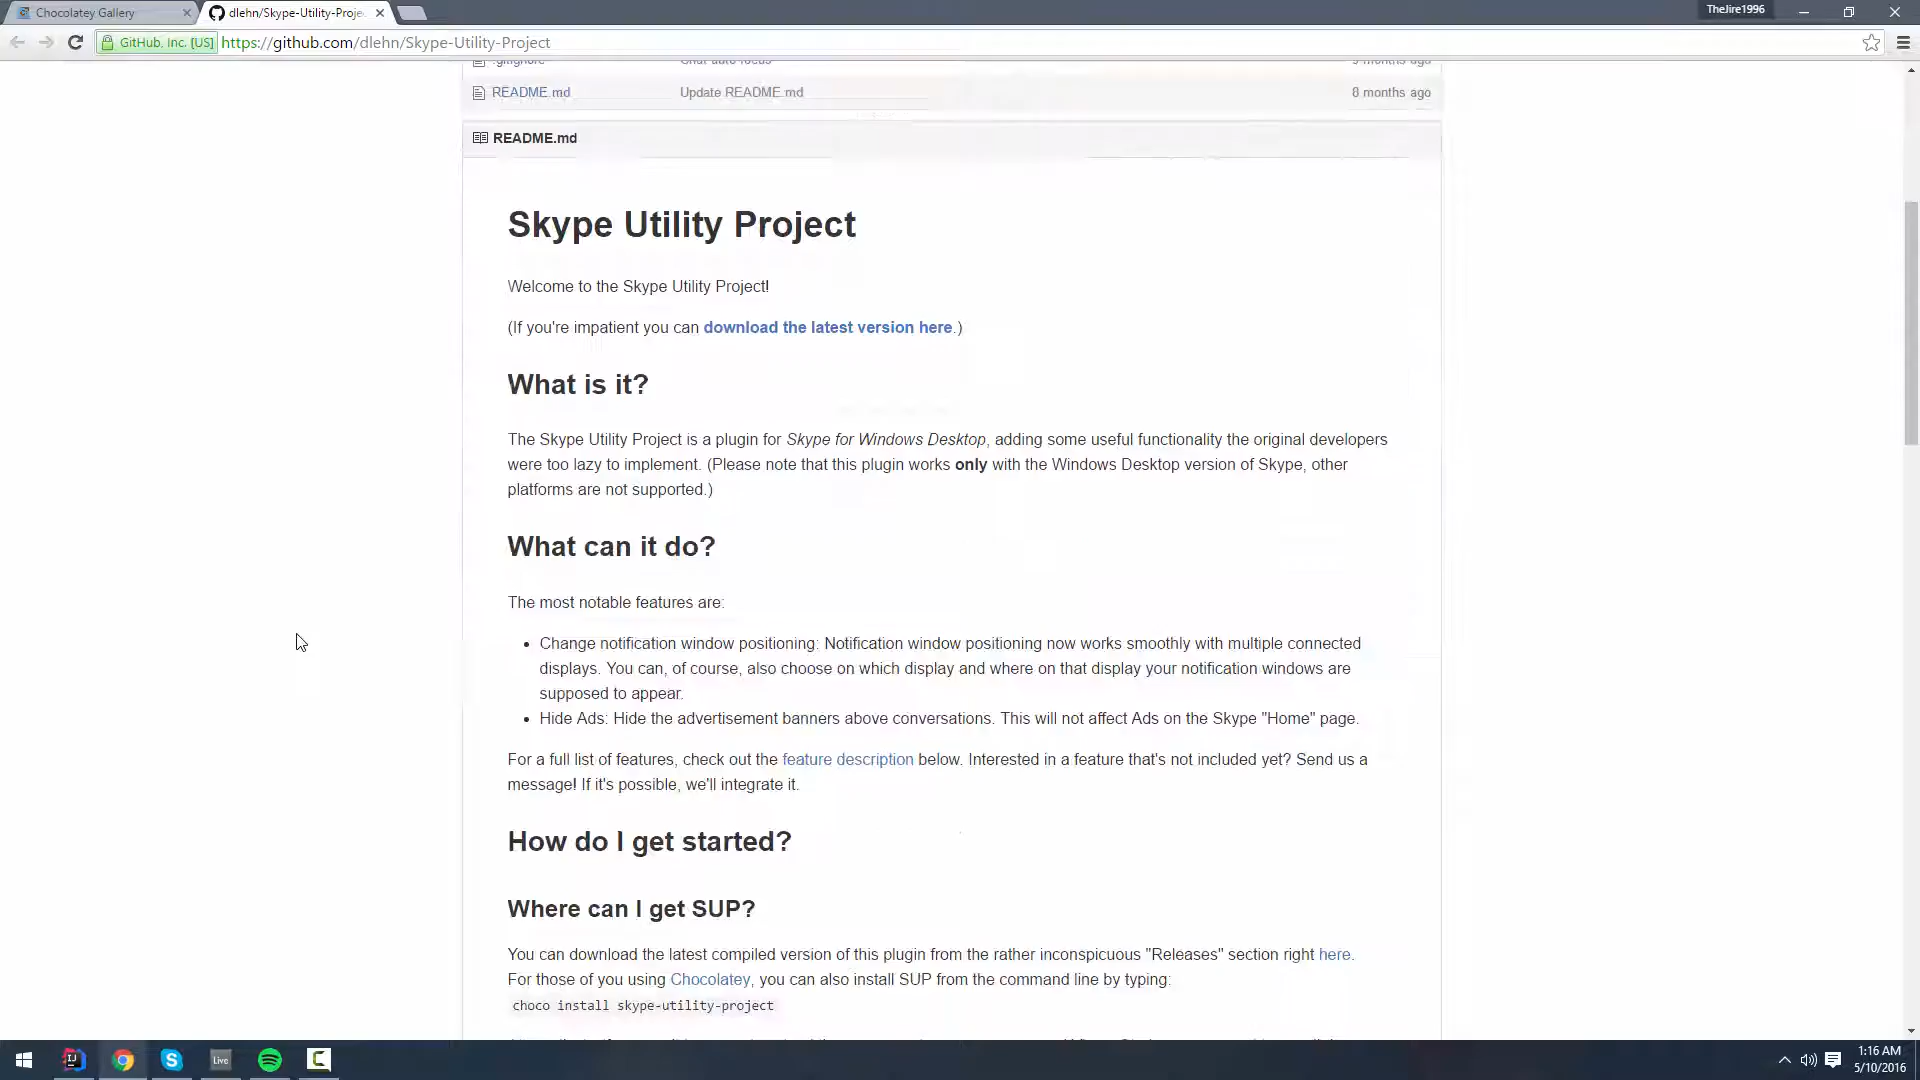 Chocolatey Gallery
dlehn/Skype-Utility-Proje
TheJire1996
GitHub, Inc. [US]
https://github.com/dlehn/Skype-Utility-Project
.gitignore
Chat auto focus
9 months ago
README.md
Update README.md
8 months ago
README.md
Skype Utility Project
Welcome to the Skype Utility Project!
(If you're impatient you can download the latest version here.)
What is it?
The Skype Utility Project is a plugin for Skype for Windows Desktop, adding some useful functionality the original developers
were too lazy to implement. (Please note that this plugin works only with the Windows Desktop version of Skype, other
platforms are not supported.)
What can it do?
The most notable features are:
• Change notification window positioning: Notification window positioning now works smoothly with multiple connected
displays. You can, of course, also choose on which display and where on that display your notification windows are
supposed to appear.
• Hide Ads: Hide the advertisement banners above conversations. This will not affect Ads on the Skype "Home" page.
For a full list of features, check out the feature description below. Interested in a feature that's not included yet? Send us a
message! If it's possible, we'll integrate it.
How do I get started?
Where can I get SUP?
You can download the latest compiled version of this plugin from the rather inconspicuous "Releases" section right here.
For those of you using Chocolatey, you can also install SUP from the command line by typing:
choco install skype-utility-project
Live
1:16 AM
5/10/2016